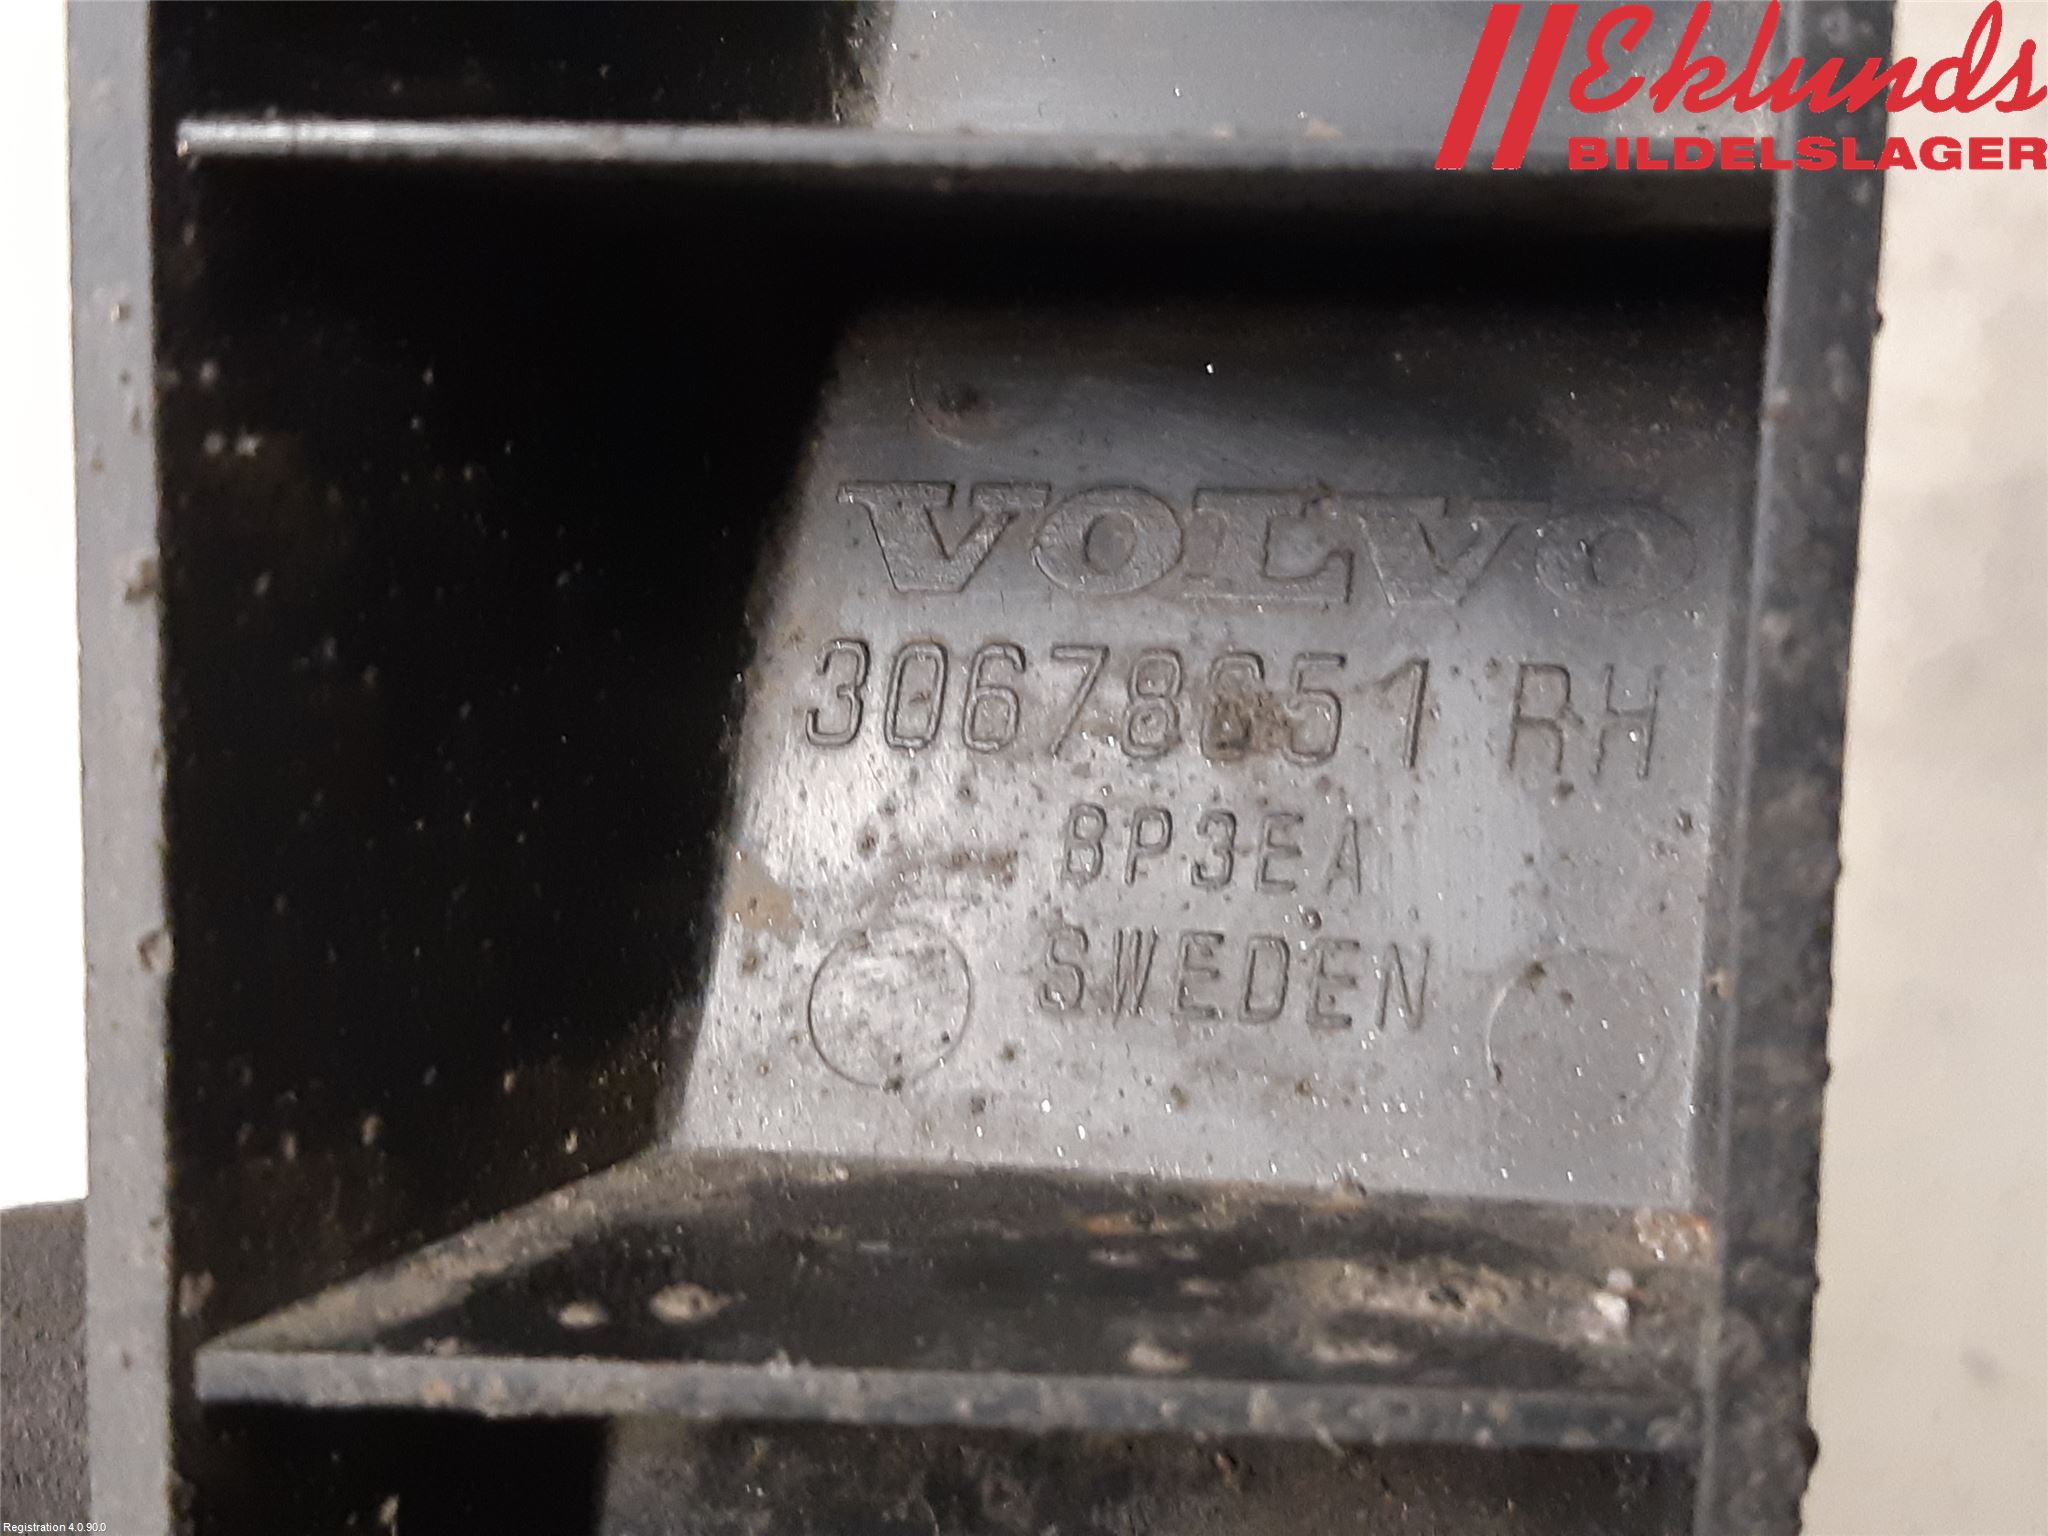 Eklunds
BILDELSLAGER
VOLVO
30678651 RH
BP3EA
SWEDEN
Registration 4.0.90.0